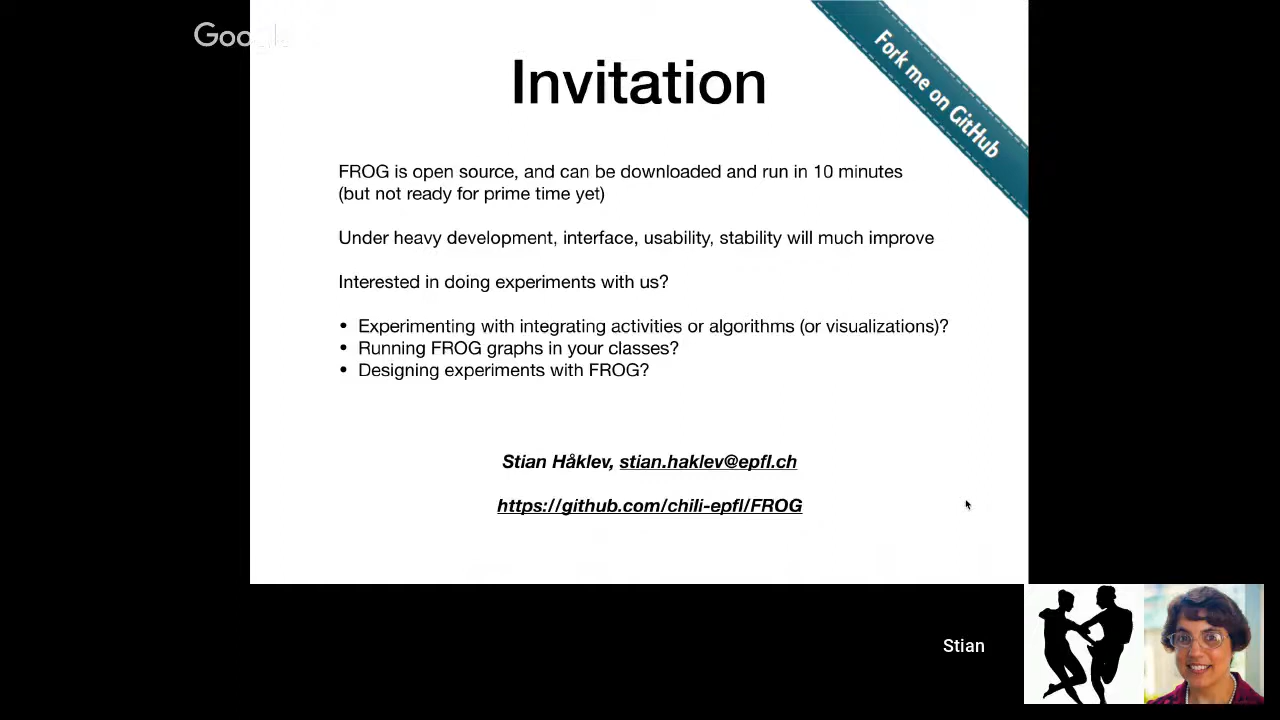 Google
Fork me on GitHub
Invitation
FROG is open source, and can be downloaded and run in 10 minutes
(but not ready for prime time yet)
Under heavy development, interface, usability, stability will much improve
Interested in doing experiments with us?
• Experimenting with integrating activities or algorithms (or visualizations)?
• Running FROG graphs in your classes?
• Designing experiments with FROG?
Stian Håklev, stian.haklev@epfl.ch
https://github.com/chili-epfl/FROG
Stian